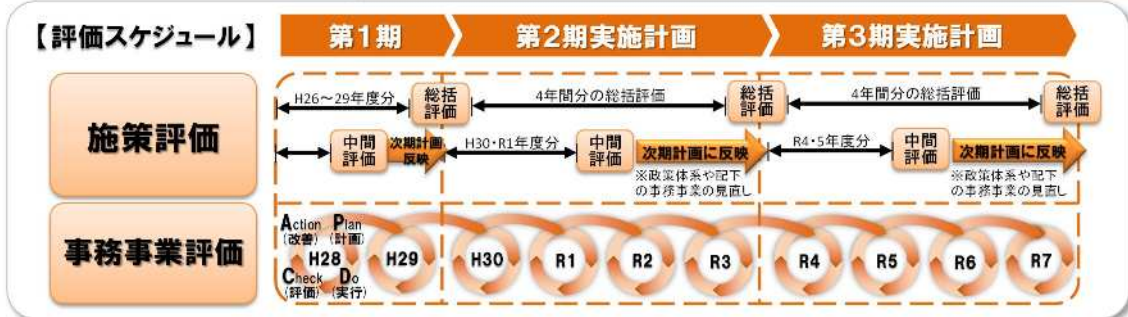 【評価スケジュール】
第1期
第2期実施計画
第3期実施計画
施策評価
H26～29年度分
総括
評価
4年間分の総括評価
総括
評価
4年間分の総括評価
総括
評価
中間
評価
次期計画
反映
H30・R1年度分
中間
評価
次期計画に反映
※政策体系や配下
の事務事業の見直し
R4・5年度分
中間
評価
次期計画に反映
※政策体系や配下
の事務事業の見直し
事務事業評価
Action Plan
(改善) (計画)
H28
Check Do
(評価) (実行)
H29
H30
R1
R2
R3
R4
R5
R6
R7